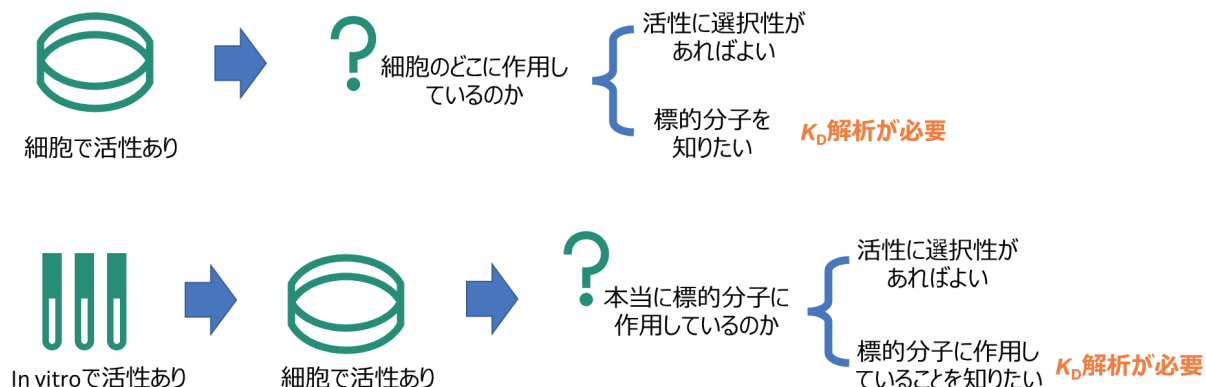 ?
細胞のどこに作用し
ているのか
活性に選択性が
あればよい
標的分子を
知りたい
KD解析が必要
細胞で活性あり
?
本当に標的分子に
作用しているのか
活性に選択性が
あればよい
標的分子に作用し
ていることを知りたい
KD解析が必要
In vitroで活性あり
細胞で活性あり